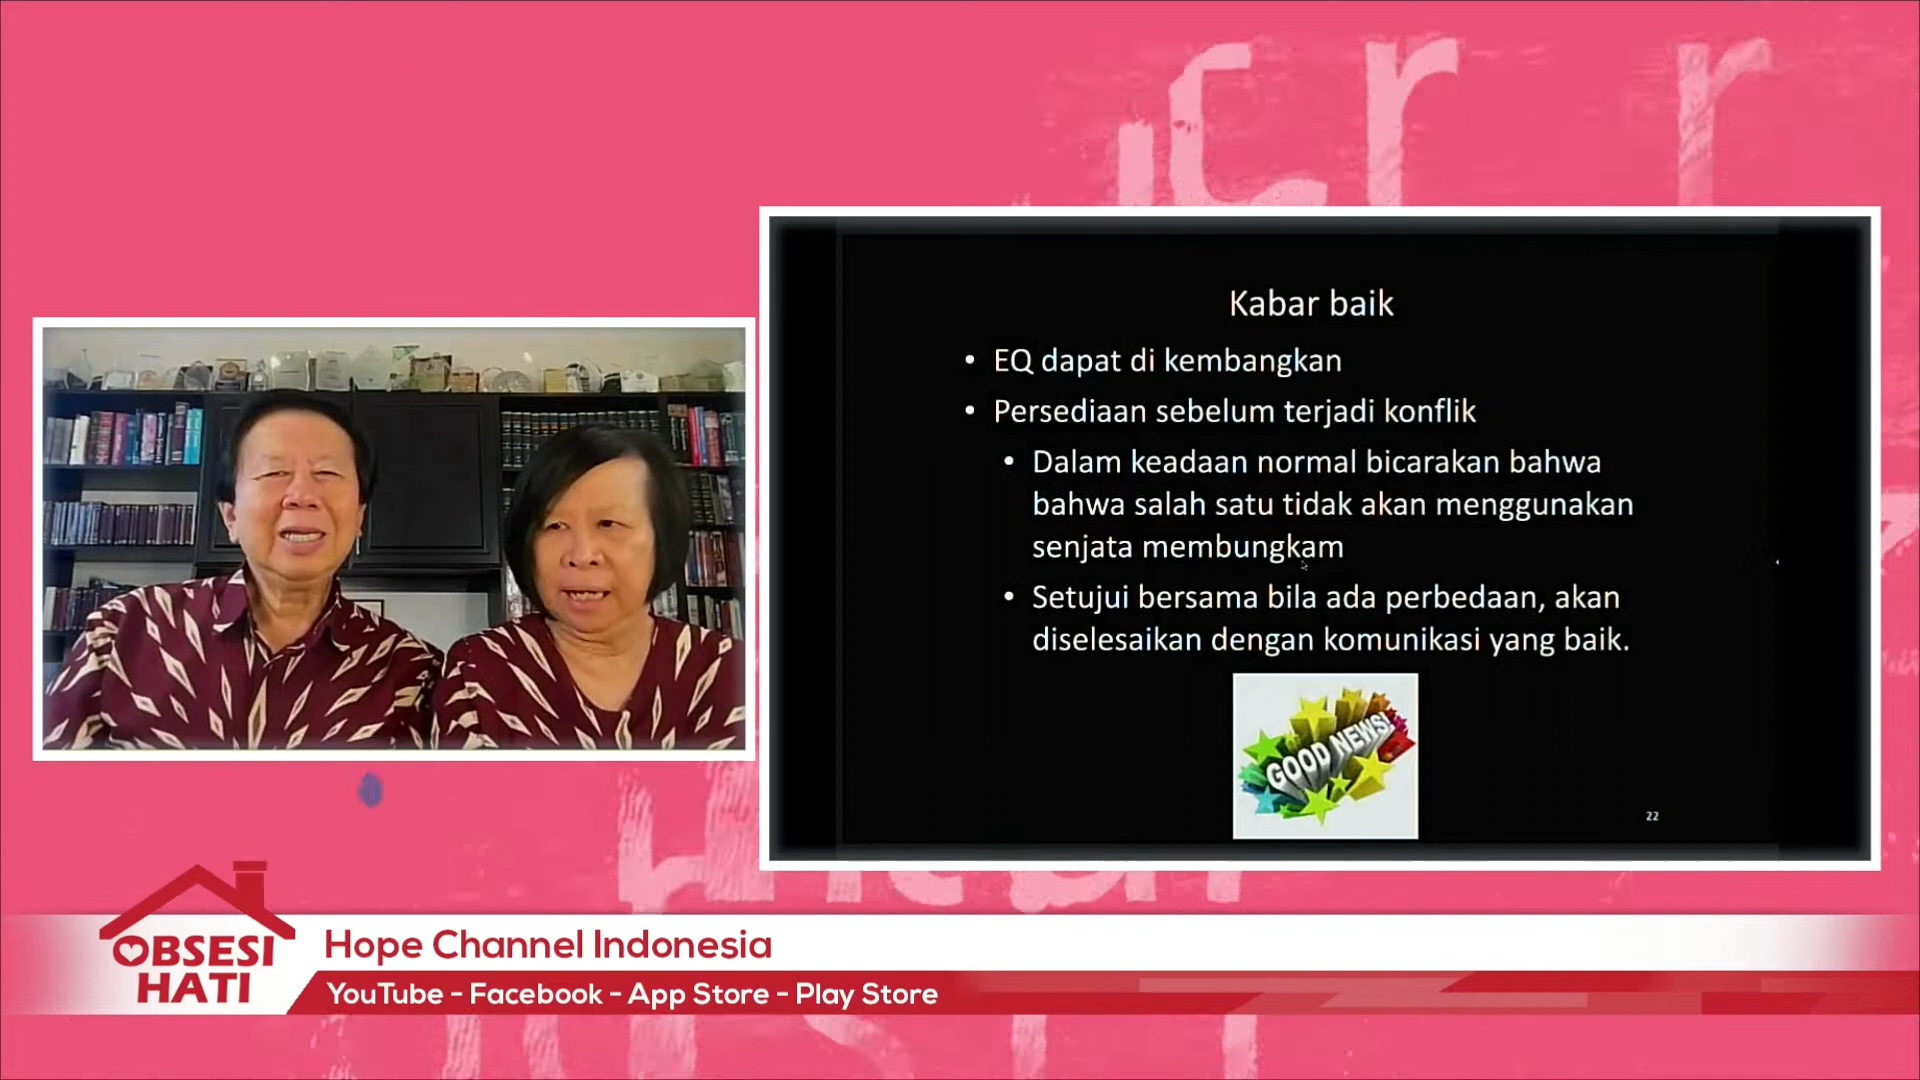 Kabar baik
• EQ dapat di kembangkan
• Persediaan sebelum terjadi konflik
• Dalam keadaan normal bicarakan bahwa
bahwa salah satu tidak akan menggunakan
senjata membungkam
• Setujui bersama bila ada perbedaan, akan
diselesaikan dengan komunikasi yang baik.
GOOD NEWS!
22
OBSESI
HATI
Hope Channel Indonesia
YouTube - Facebook - App Store - Play Store